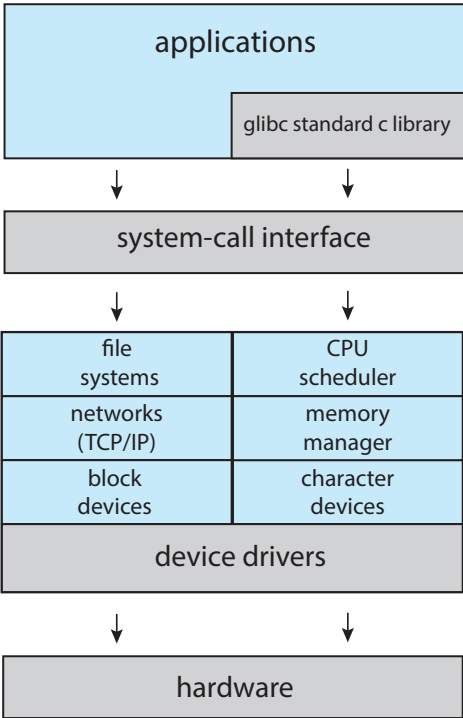 applications
glibc standard c library
system-call interface
file
systems
CPU
scheduler
networks
(TCP/IP)
memory
manager
block
devices
character
devices
device drivers
hardware